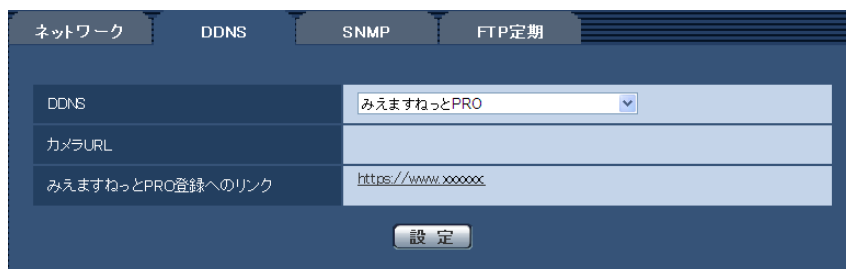 ネットワーク DDNS SNMP FTP定期
DDNS みえますねっとPRO
カメラURL
みえますねっとPRO登録へのリンク https://www.xxxxxx
設 定